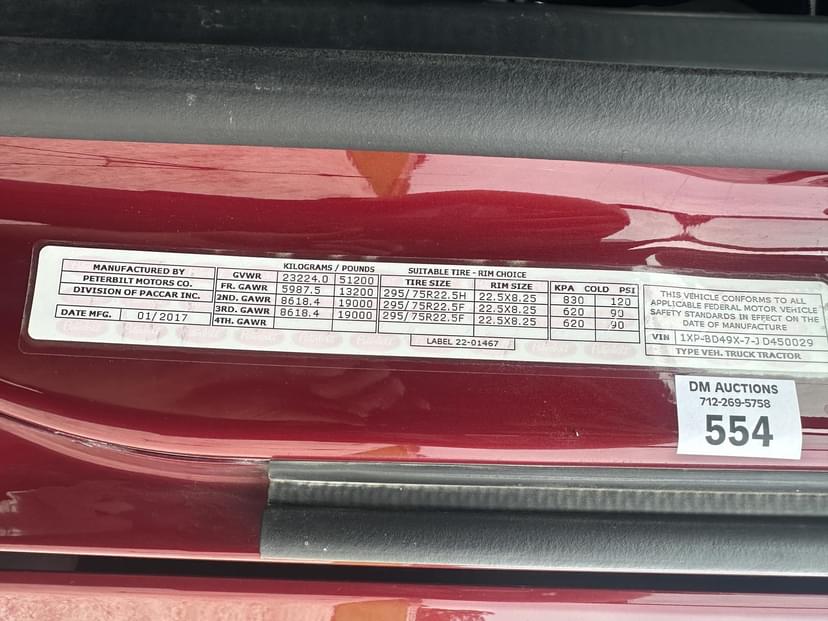 MANUFACTURED BY
PETERBILT MOTORS CO.
DIVISION OF PACCAR INC.
DATE MFG. 01/2017
KILOGRAMS / POUNDS
GVWR 23224.0 51200
FR. GAWR 5987.5 13200
2ND. GAWR 8618.4 19000
3RD. GAWR 8618.4 19000
4TH. GAWR
SUITABLE TIRE - RIM CHOICE
TIRE SIZE RIM SIZE KPA COLD PSI
295/75R22.5H 22.5X8.25 830 120
295/75R22.5F 22.5X8.25 620 90
295/75R22.5F 22.5X8.25 620 90
LABEL 22-01467
THIS VEHICLE CONFORMS TO ALL
APPLICABLE FEDERAL MOTOR VEHICLE
SAFETY STANDARDS IN EFFECT ON THE
DATE OF MANUFACTURE
VIN 1XP-BD49X-7-J D450029
TYPE VEH. TRUCK TRACTOR
DM AUCTIONS
712-269-5758
554